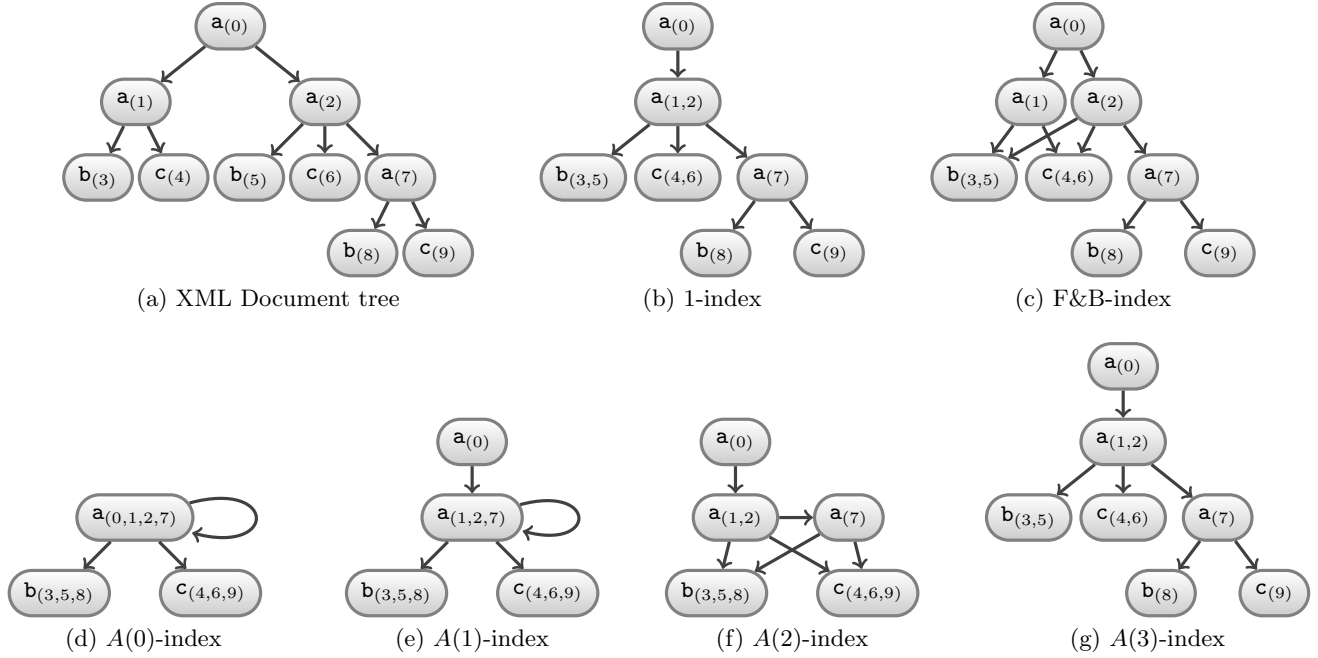 a(0)
a(1) a(2)
b(3) c(4) b(5) c(6) a(7)
b(8) c(9)
(a) XML Document tree
a(0)
a(1,2)
b(3,5) c(4,6) a(7)
b(8) c(9)
(b) 1-index
a(0)
a(1) a(2)
b(3,5) c(4,6) a(7)
b(8) c(9)
(c) F&B-index
a(0,1,2,7)
b(3,5,8) c(4,6,9)
(d) A(0)-index
a(0)
a(1,2,7)
b(3,5,8) c(4,6,9)
(e) A(1)-index
a(0)
a(1,2) a(7)
b(3,5,8) c(4,6,9)
(f) A(2)-index
a(0)
a(1,2)
b(3,5) c(4,6) a(7)
b(8) c(9)
(g) A(3)-index